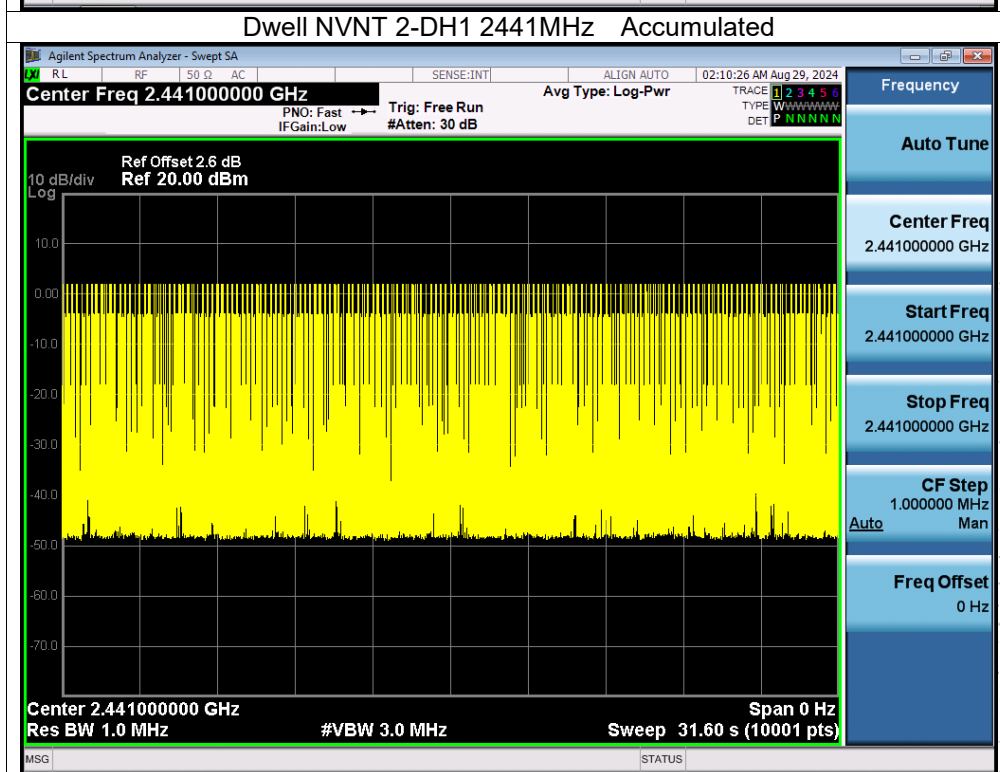 Dwell NVNT 2-DH1 2441MHz Accumulated
Agilent Spectrum Analyzer - Swept SA
LXI RL RF 50 Ω AC SENSE:INT ALIGN AUTO 02:10:26 AM Aug 29, 2024
Center Freq 2.441000000 GHz
PNO: Fast
IFGain:Low
Trig: Free Run
#Atten: 30 dB
Avg Type: Log-Pwr
TRACE 1 2 3 4 5 6
TYPE WWWWWWW
DET P N N N N N
Frequency
Auto Tune
Center Freq
2.441000000 GHz
Start Freq
2.441000000 GHz
Stop Freq
2.441000000 GHz
CF Step
1.000000 MHz
Auto Man
Freq Offset
0 Hz
Ref Offset 2.6 dB
10 dB/div Ref 20.00 dBm
Log
10.0
0.00
-10.0
-20.0
-30.0
-40.0
-50.0
-60.0
-70.0
Center 2.441000000 GHz Span 0 Hz
Res BW 1.0 MHz #VBW 3.0 MHz Sweep 31.60 s (10001 pts)
MSG STATUS